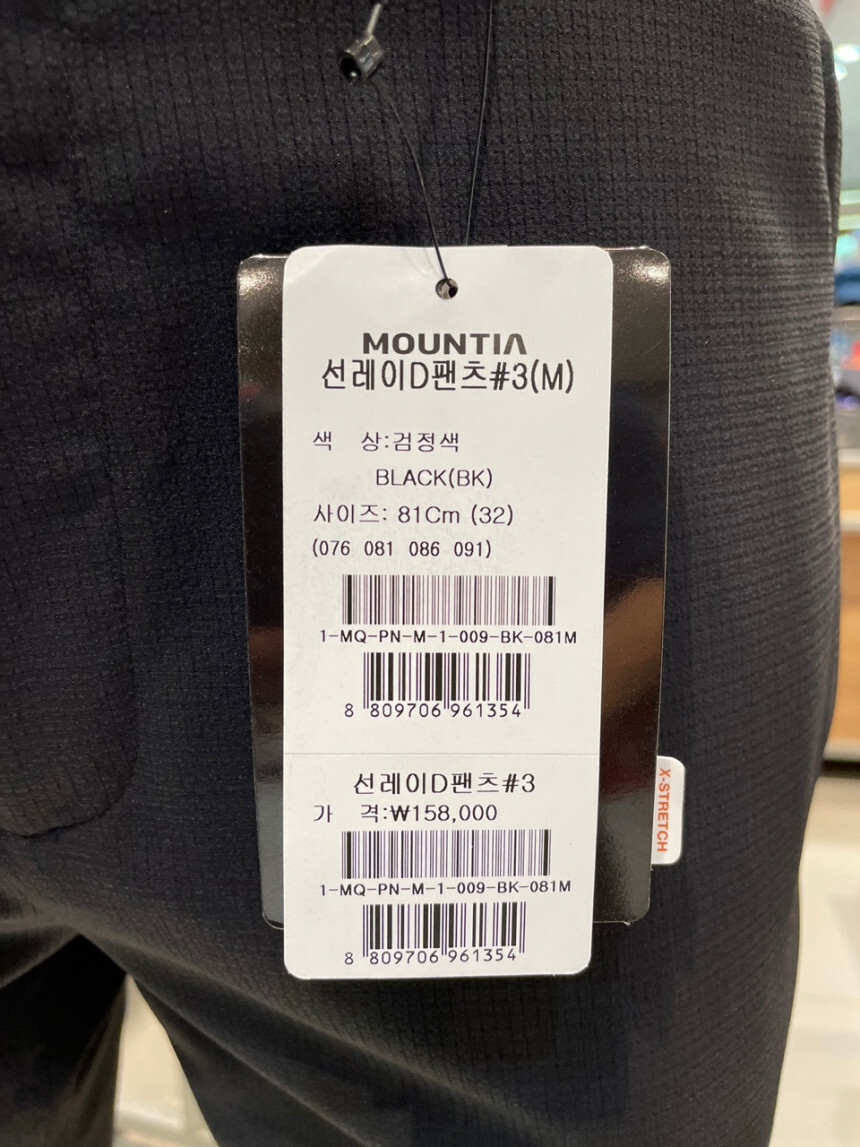 MOUNTIA
선레이D팬츠#3(M)
색 상:검정색
BLACK(BK)
사이즈: 81Cm (32)
(076 081 086 091)
1-MQ-PN-M-1-009-BK-081M
8 809706 961354
선레이D팬츠#3
가 격:₩158,000
1-MQ-PN-M-1-009-BK-081M
8 809706 961354
X-STRETCH